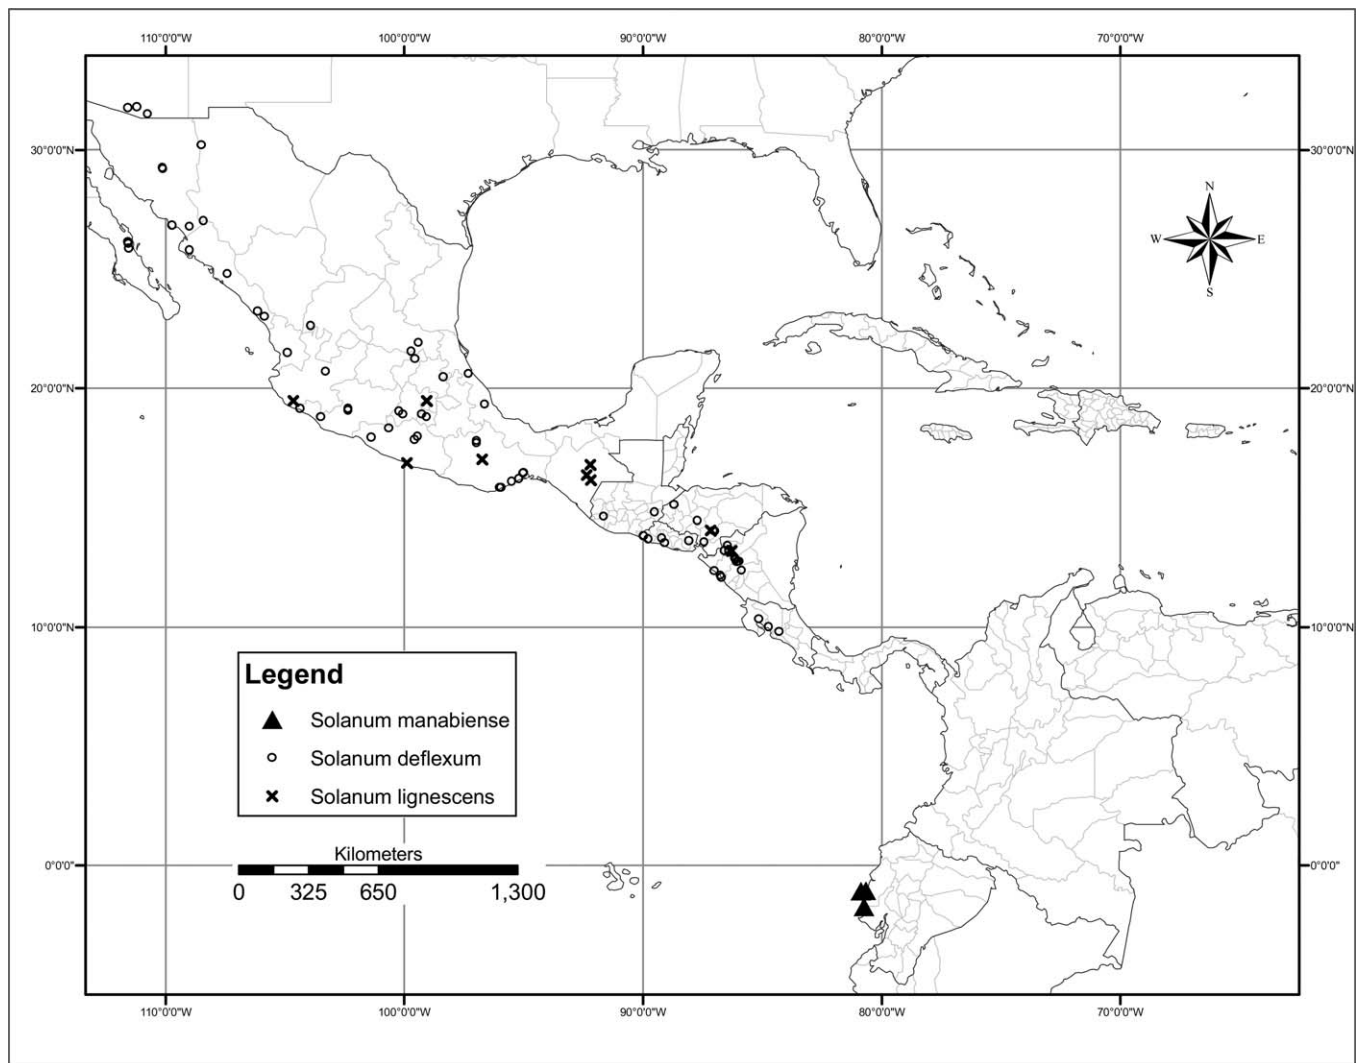 110°0'0"W 100°0'0"W 90°0'0"W 80°0'0"W 70°0'0"W
30°0'0"N 30°0'0"N
N
W E
S
20°0'0"N 20°0'0"N
10°0'0"N 10°0'0"N
Legend
Solanum manabiense
Solanum deflexum
Solanum lignescens
Kilometers
0°0'0" 0°0'0"
0 325 650 1,300
110°0'0"W 100°0'0"W 90°0'0"W 80°0'0"W 70°0'0"W